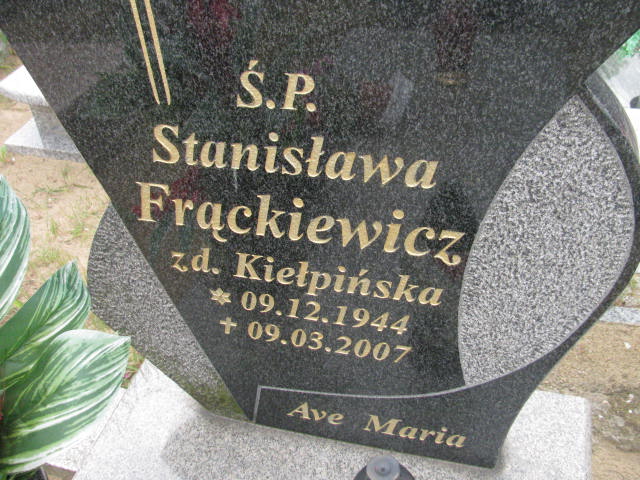 Ś.P.
Stanisława
Frąckiewicz
zd. Kiełpińska
* 09.12.1944
† 09.03.2007
Ave Maria